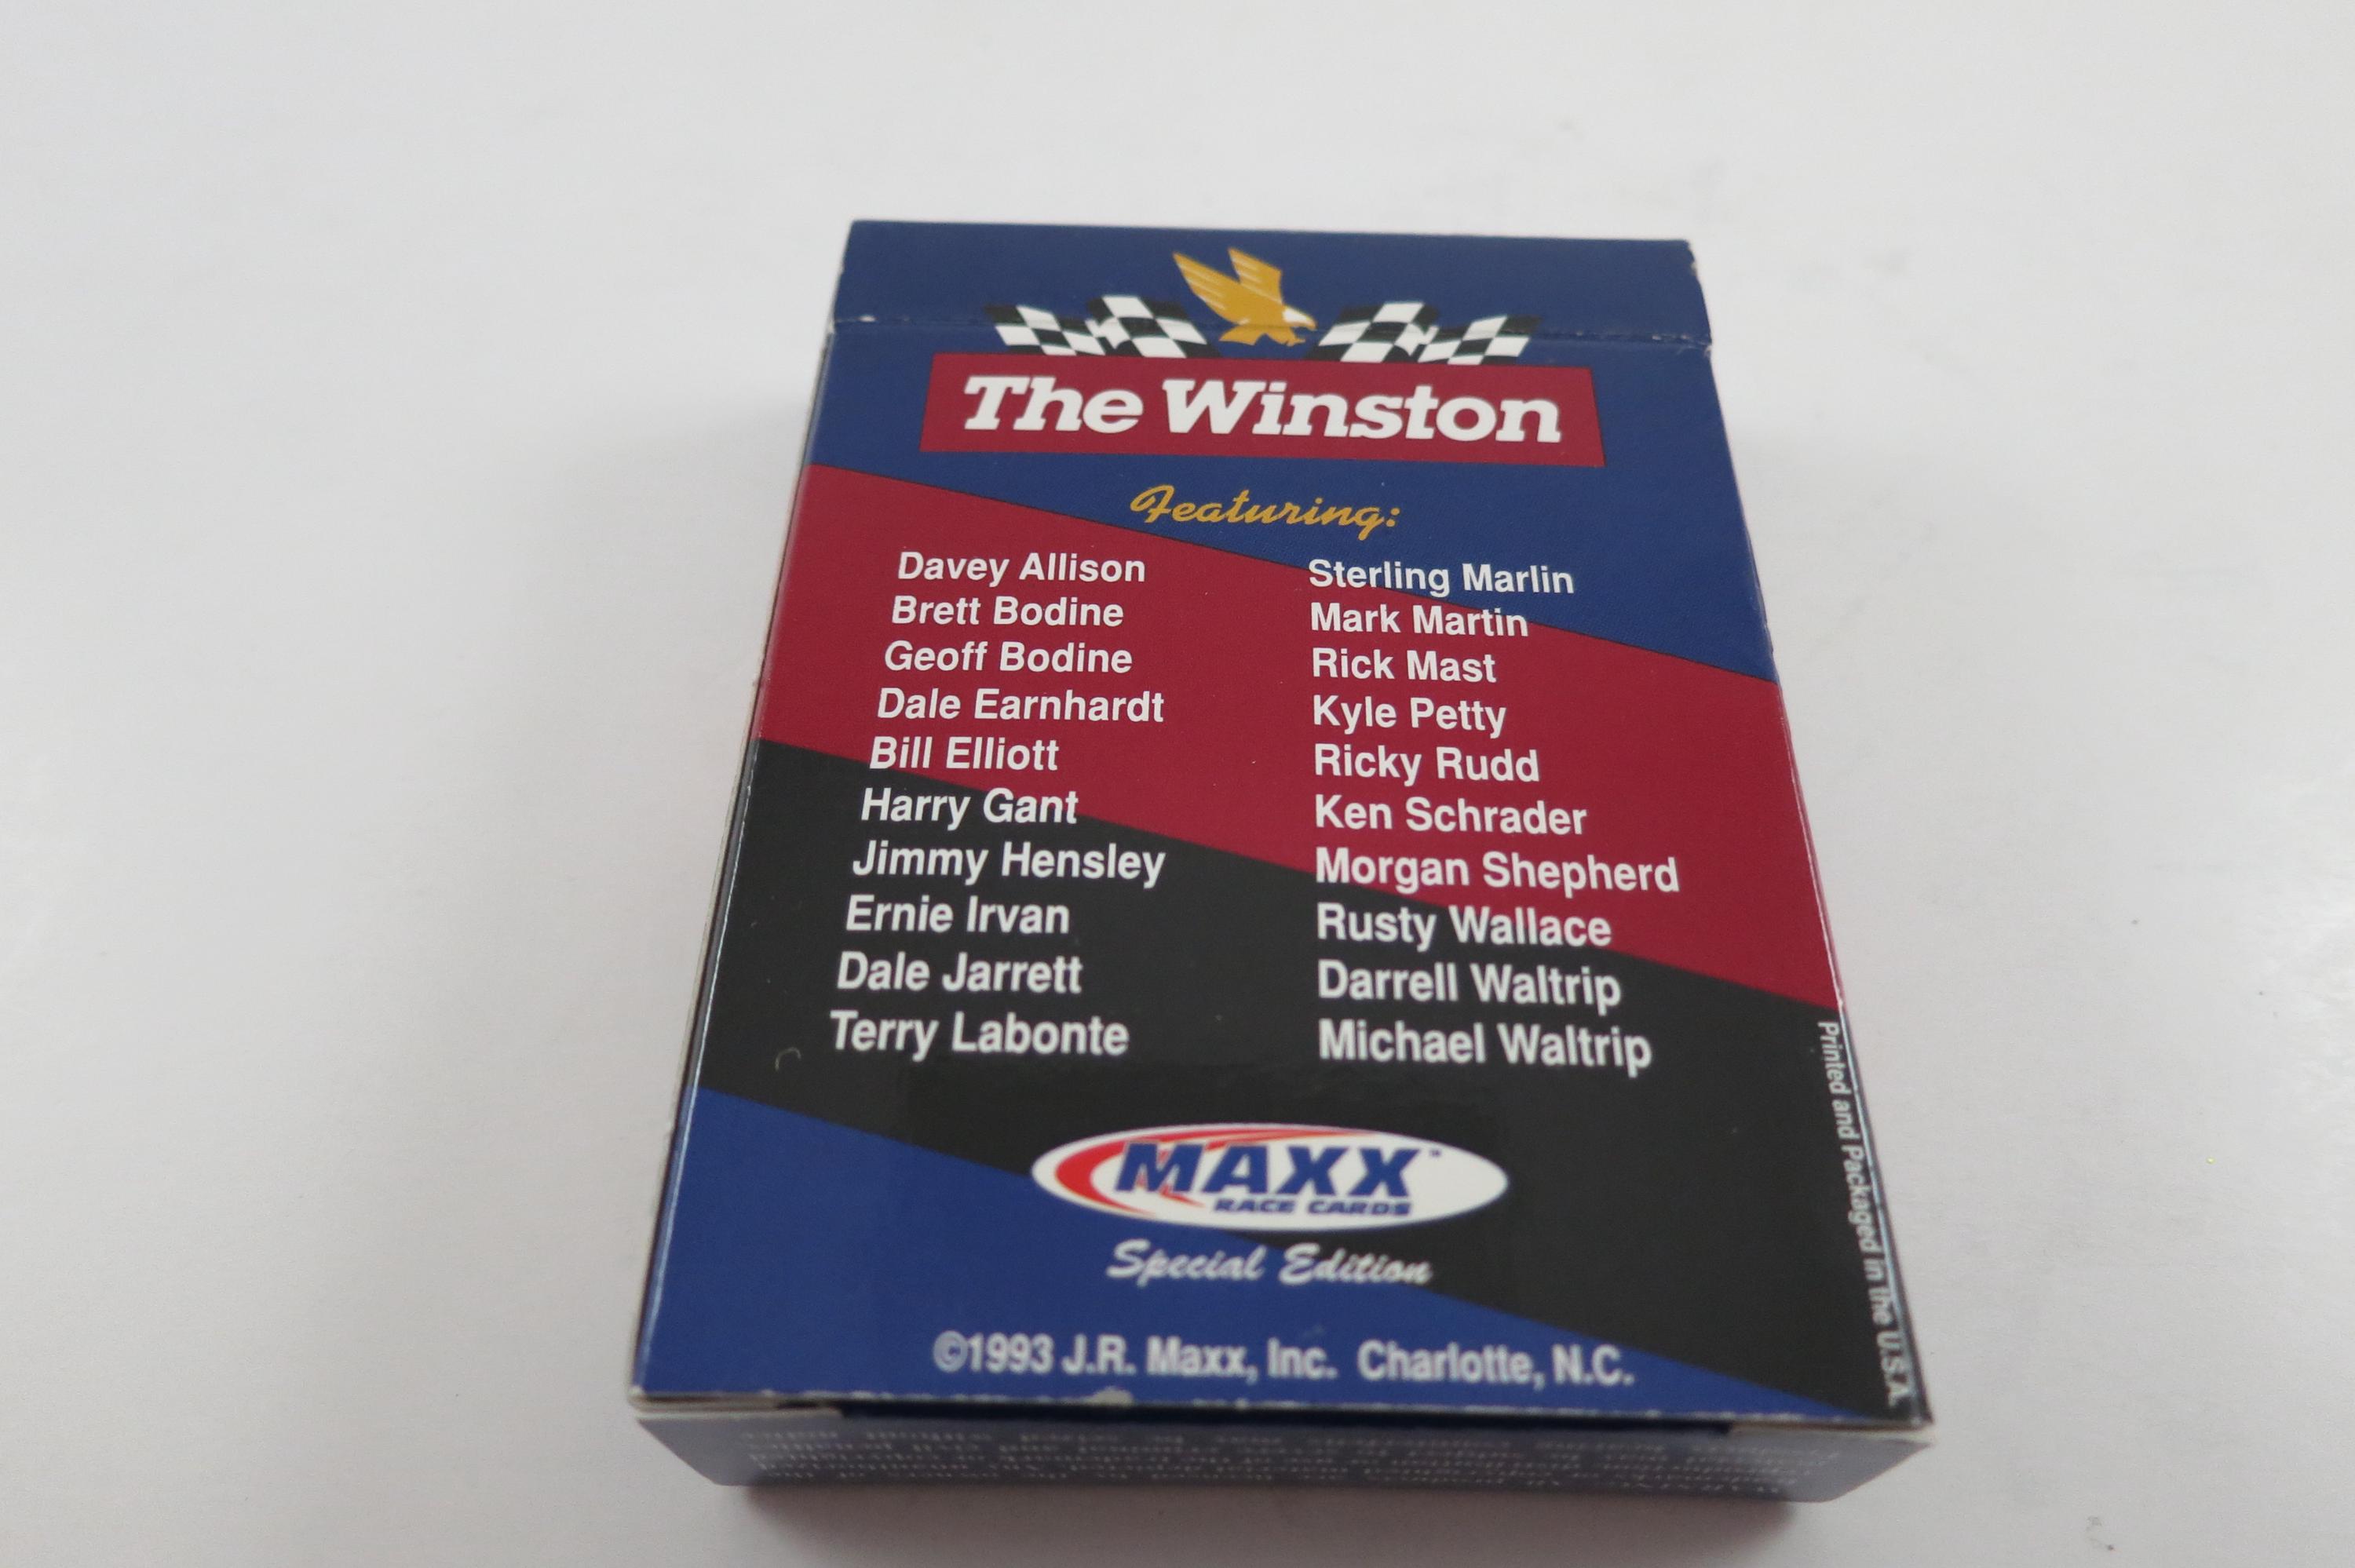 The Winston
Featuring:
Davey Allison
Brett Bodine
Geoff Bodine
Dale Earnhardt
Bill Elliott
Harry Gant
Jimmy Hensley
Ernie Irvan
Dale Jarrett
Terry Labonte
Sterling Marlin
Mark Martin
Rick Mast
Kyle Petty
Ricky Rudd
Ken Schrader
Morgan Shepherd
Rusty Wallace
Darrell Waltrip
Michael Waltrip
MAXX™
RACE CARDS
Special Edition
©1993 J.R. Maxx, Inc. Charlotte, N.C.
Printed and Packaged in the U.S.A.